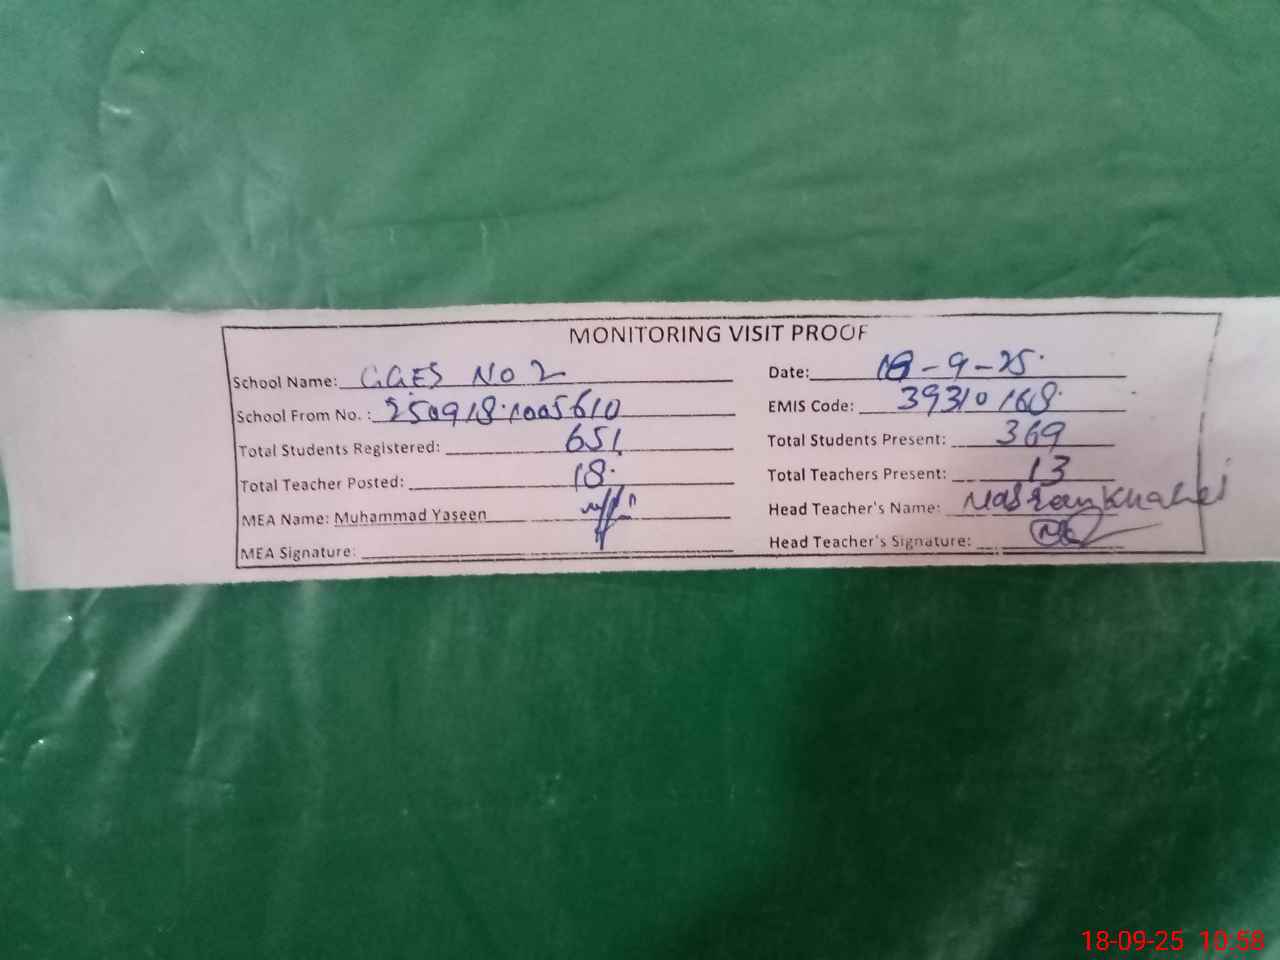 MONITORING VISIT PROOF
School Name: GGES NO 2
Date: 18-9-25
School From No. : 250918.1005610
EMIS Code: 39310168
Total Students Registered: 651
Total Students Present: 369
Total Teacher Posted: 18
Total Teachers Present: 13
MEA Name: Muhammad Yaseen
Head Teacher's Name:
MEA Signature:
Head Teacher's Signature:
18-09-25 10:58